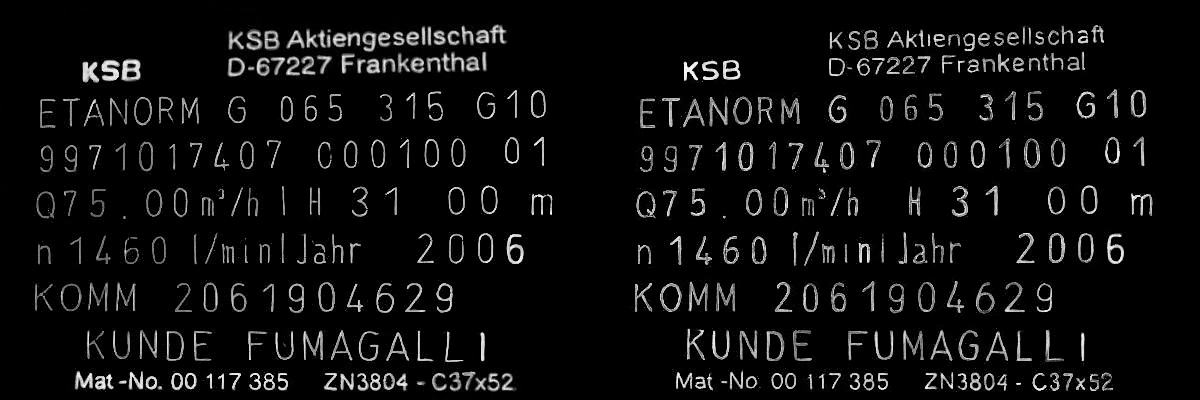 KSB Aktiengesellschaft
KSB D-67227 Frankenthal
ETANORM G 065 315 G10
9971017407 000100 01
Q75.00m³/h | H 31 00 m
n 1460 1/min|Jahr 2006
KOMM 2061904629
KUNDE FUMAGALLI
Mat-No. 00 117 385 ZN3804 - C37x52
KSB Aktiengesellschaft
KSB D-67227 Frankenthal
ETANORM G 065 315 G10
9971017407 000100 01
Q75.00m³/h H 31 00 m
n 1460 1/min|Jahr 2006
KOMM 2061904629
KUNDE FUMAGALLI
Mat-No 00 117 385 ZN3804 - C37x52